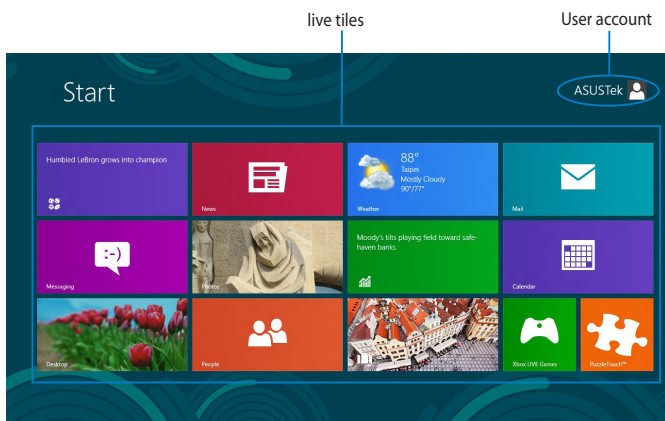 live tiles
User account
Start
ASUSTek
Humbled LeBron grows into champion
News
88°
Taipei
Mostly Cloudy
90°/77°
Weather
Mail
Messaging
Photos
Moody's tilts playing field toward safe-
haven banks
Calendar
Desktop
People
Xbox LIVE Games
PuzzleTouch™